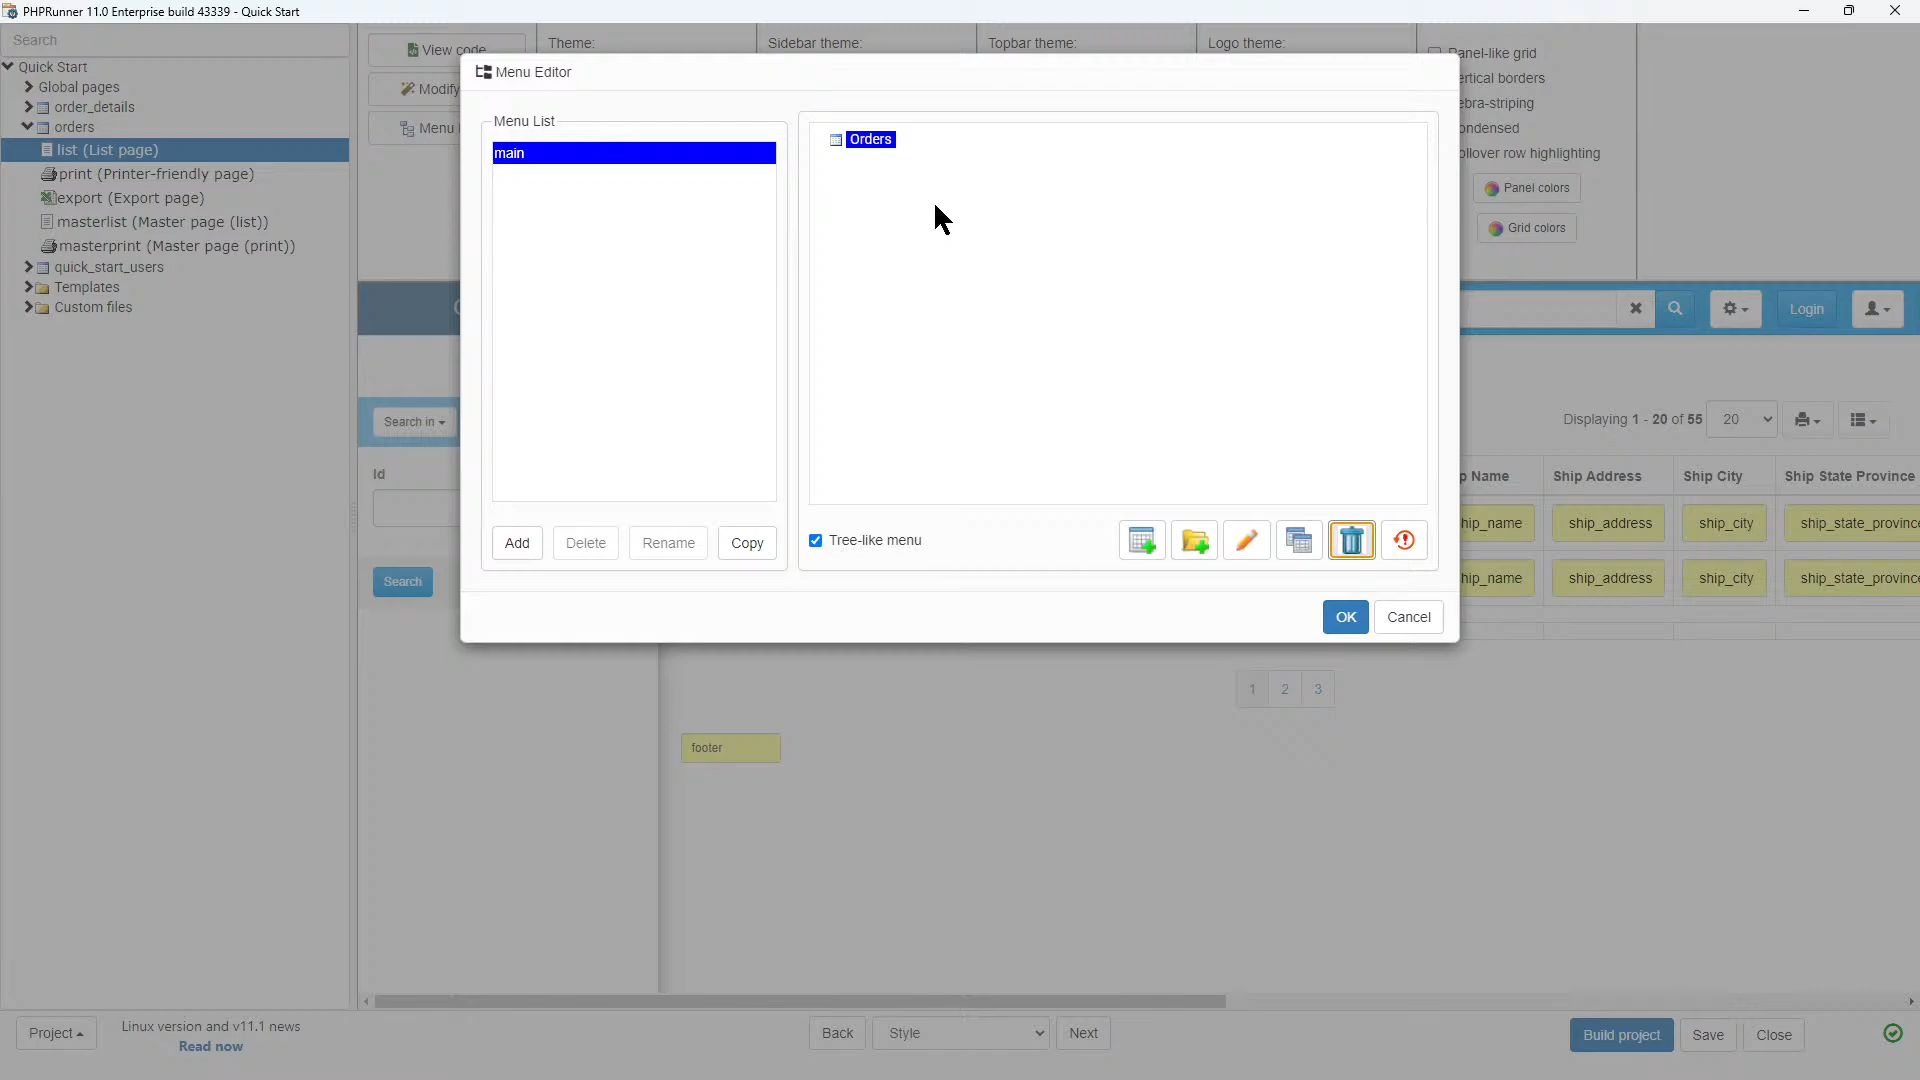 PHPRunner 11.0 Enterprise build 43339 - Quick Start
Search
Quick Start
Global pages
order_details
orders
list (List page)
print (Printer-friendly page)
export (Export page)
masterlist (Master page (list))
masterprint (Master page (print))
quick_start_users
Templates
Custom files
View code
Modify
Menu
Theme:
Sidebar theme:
Topbar theme:
Logo theme:
Panel-like grid
ertical borders
ebra-striping
ondensed
ollover row highlighting
Panel colors
Grid colors
Menu Editor
Menu List
main
Orders
Add
Delete
Rename
Copy
Tree-like menu
OK
Cancel
Login
Search in
Id
Search
Displaying 1 - 20 of 55
20
p Name
Ship Address
Ship City
Ship State Province
hip_name
ship_address
ship_city
ship_state_province
hip_name
ship_address
ship_city
ship_state_province
1
2
3
footer
Project
Linux version and v11.1 news
Read now
Back
Style
Next
Build project
Save
Close